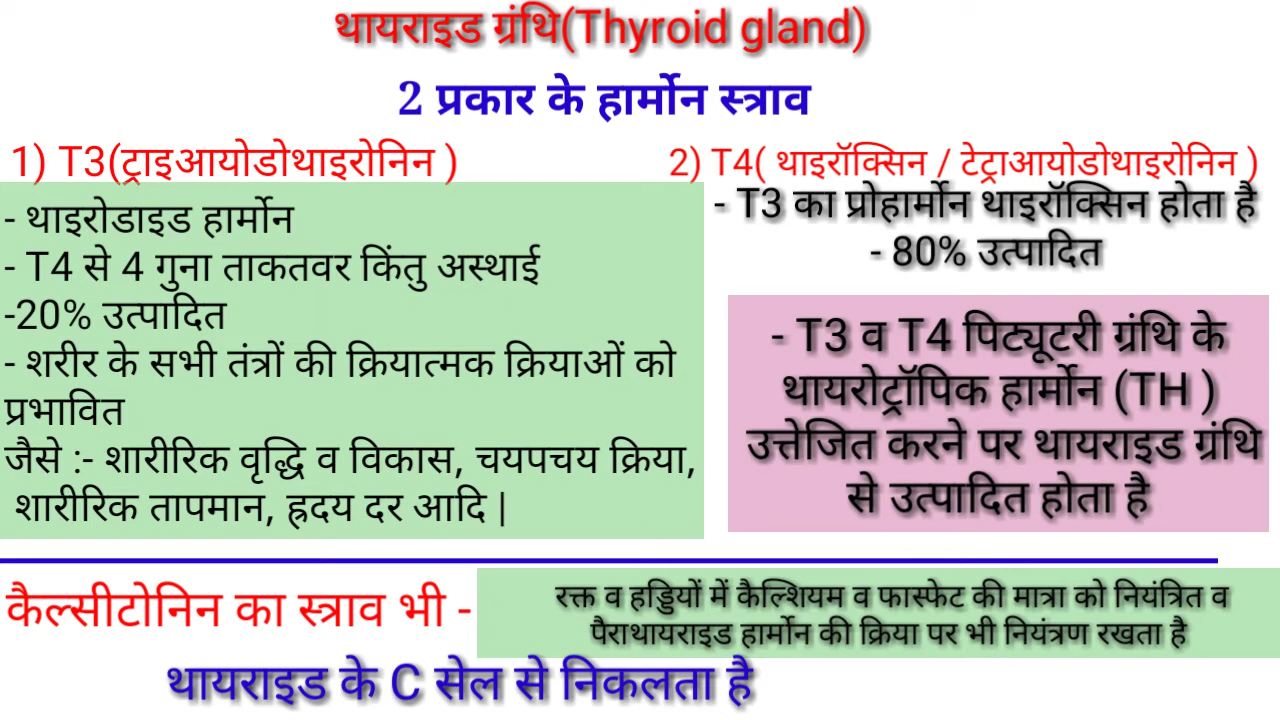 थायराइड ग्रंथि(Thyroid gland)
2 प्रकार के हार्मोन स्त्राव
1) T3(ट्राइआयोडोथाइरोनिन )
- थाइरोडाइड हार्मोन
- T4 से 4 गुना ताकतवर किंतु अस्थाई
-20% उत्पादित
- शरीर के सभी तंत्रों की क्रियात्मक क्रियाओं को
प्रभावित
जैसे :- शारीरिक वृद्धि व विकास, चयपचय क्रिया,
शारीरिक तापमान, ह्रदय दर आदि |
2) T4( थाइरॉक्सिन / टेट्राआयोडोथाइरोनिन )
- T3 का प्रोहार्मोन थाइरॉक्सिन होता है
- 80% उत्पादित
- T3 व T4 पिट्यूटरी ग्रंथि के
थायरोट्रॉपिक हार्मोन (TH )
उत्तेजित करने पर थायराइड ग्रंथि
से उत्पादित होता है
कैल्सीटोनिन का स्त्राव भी -
रक्त व हड्डियों में कैल्शियम व फास्फेट की मात्रा को नियंत्रित व
पैराथायराइड हार्मोन की क्रिया पर भी नियंत्रण रखता है
थायराइड के C सेल से निकलता है